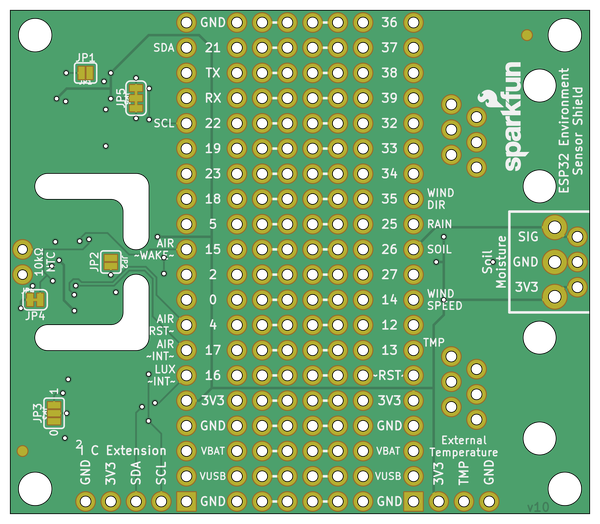 GND
36
SDA
21
37
JP1
TX
38
JP5
RX
39
SCL
22
32
19
33
23
34
18
35
WIND
DIR
5
25
RAIN
AIR
~WAKE~
15
26
SOIL
2
27
0
14
WIND
SPEED
AIR
RST~
4
12
AIR
~INT~
17
13
TMP
LUX
~INT~
16
~RST~
3V3
3V3
GND
GND
VBAT
VBAT
VUSB
VUSB
GND
GND
10kΩ
NTC
JP2
JP4
JP3
1
0
2
I C Extension
GND
3V3
SDA
SCL
sparkfun
ESP32 Environment
Sensor Shield
Soil
Moisture
SIG
GND
3V3
External
Temperature
3V3
TMP
GND
v10